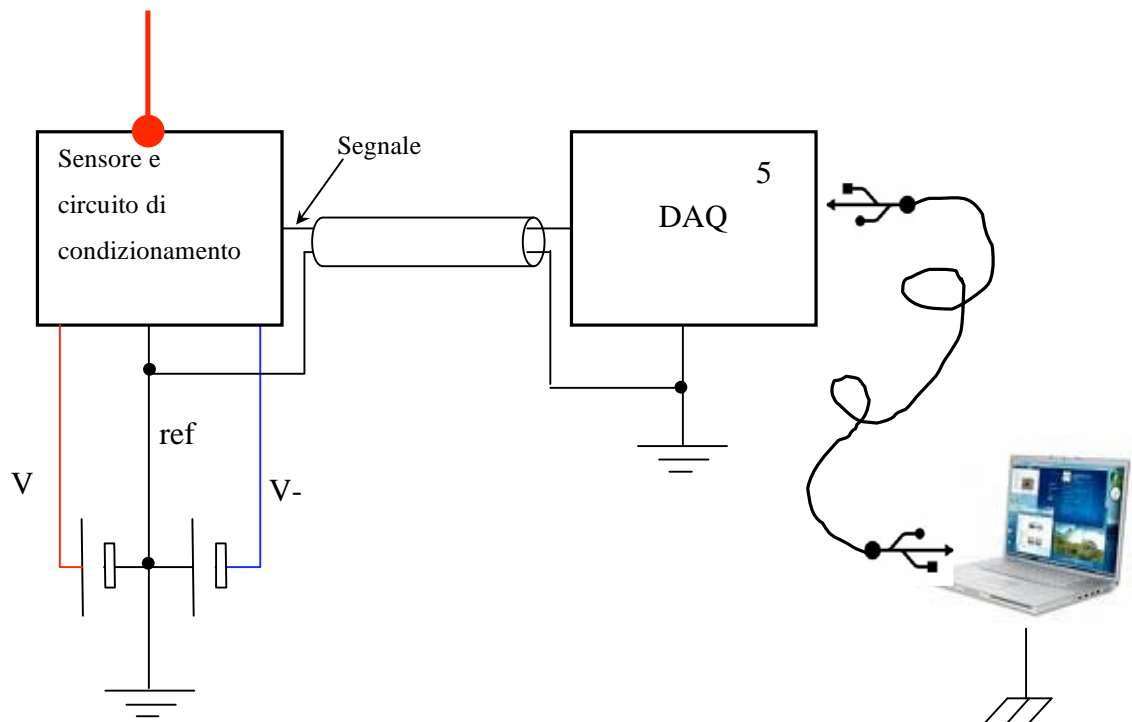 Sensore e
circuito di
condizionamento
Segnale
5
DAQ
ref
V
V-